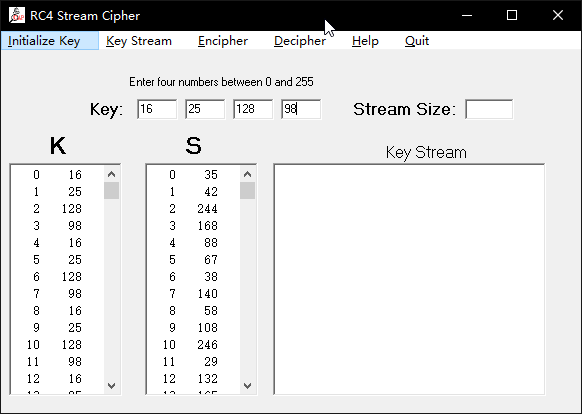 RC4 Stream Cipher
Initialize Key Key Stream Encipher Decipher Help Quit
Enter four numbers between 0 and 255
Key: 16 25 128 98 Stream Size:
K S Key Stream
0 16 0 35
1 25 1 42
2 128 2 244
3 98 3 168
4 16 4 88
5 25 5 67
6 128 6 38
7 98 7 140
8 16 8 58
9 25 9 108
10 128 10 246
11 98 11 29
12 16 12 132
13 25 13 165